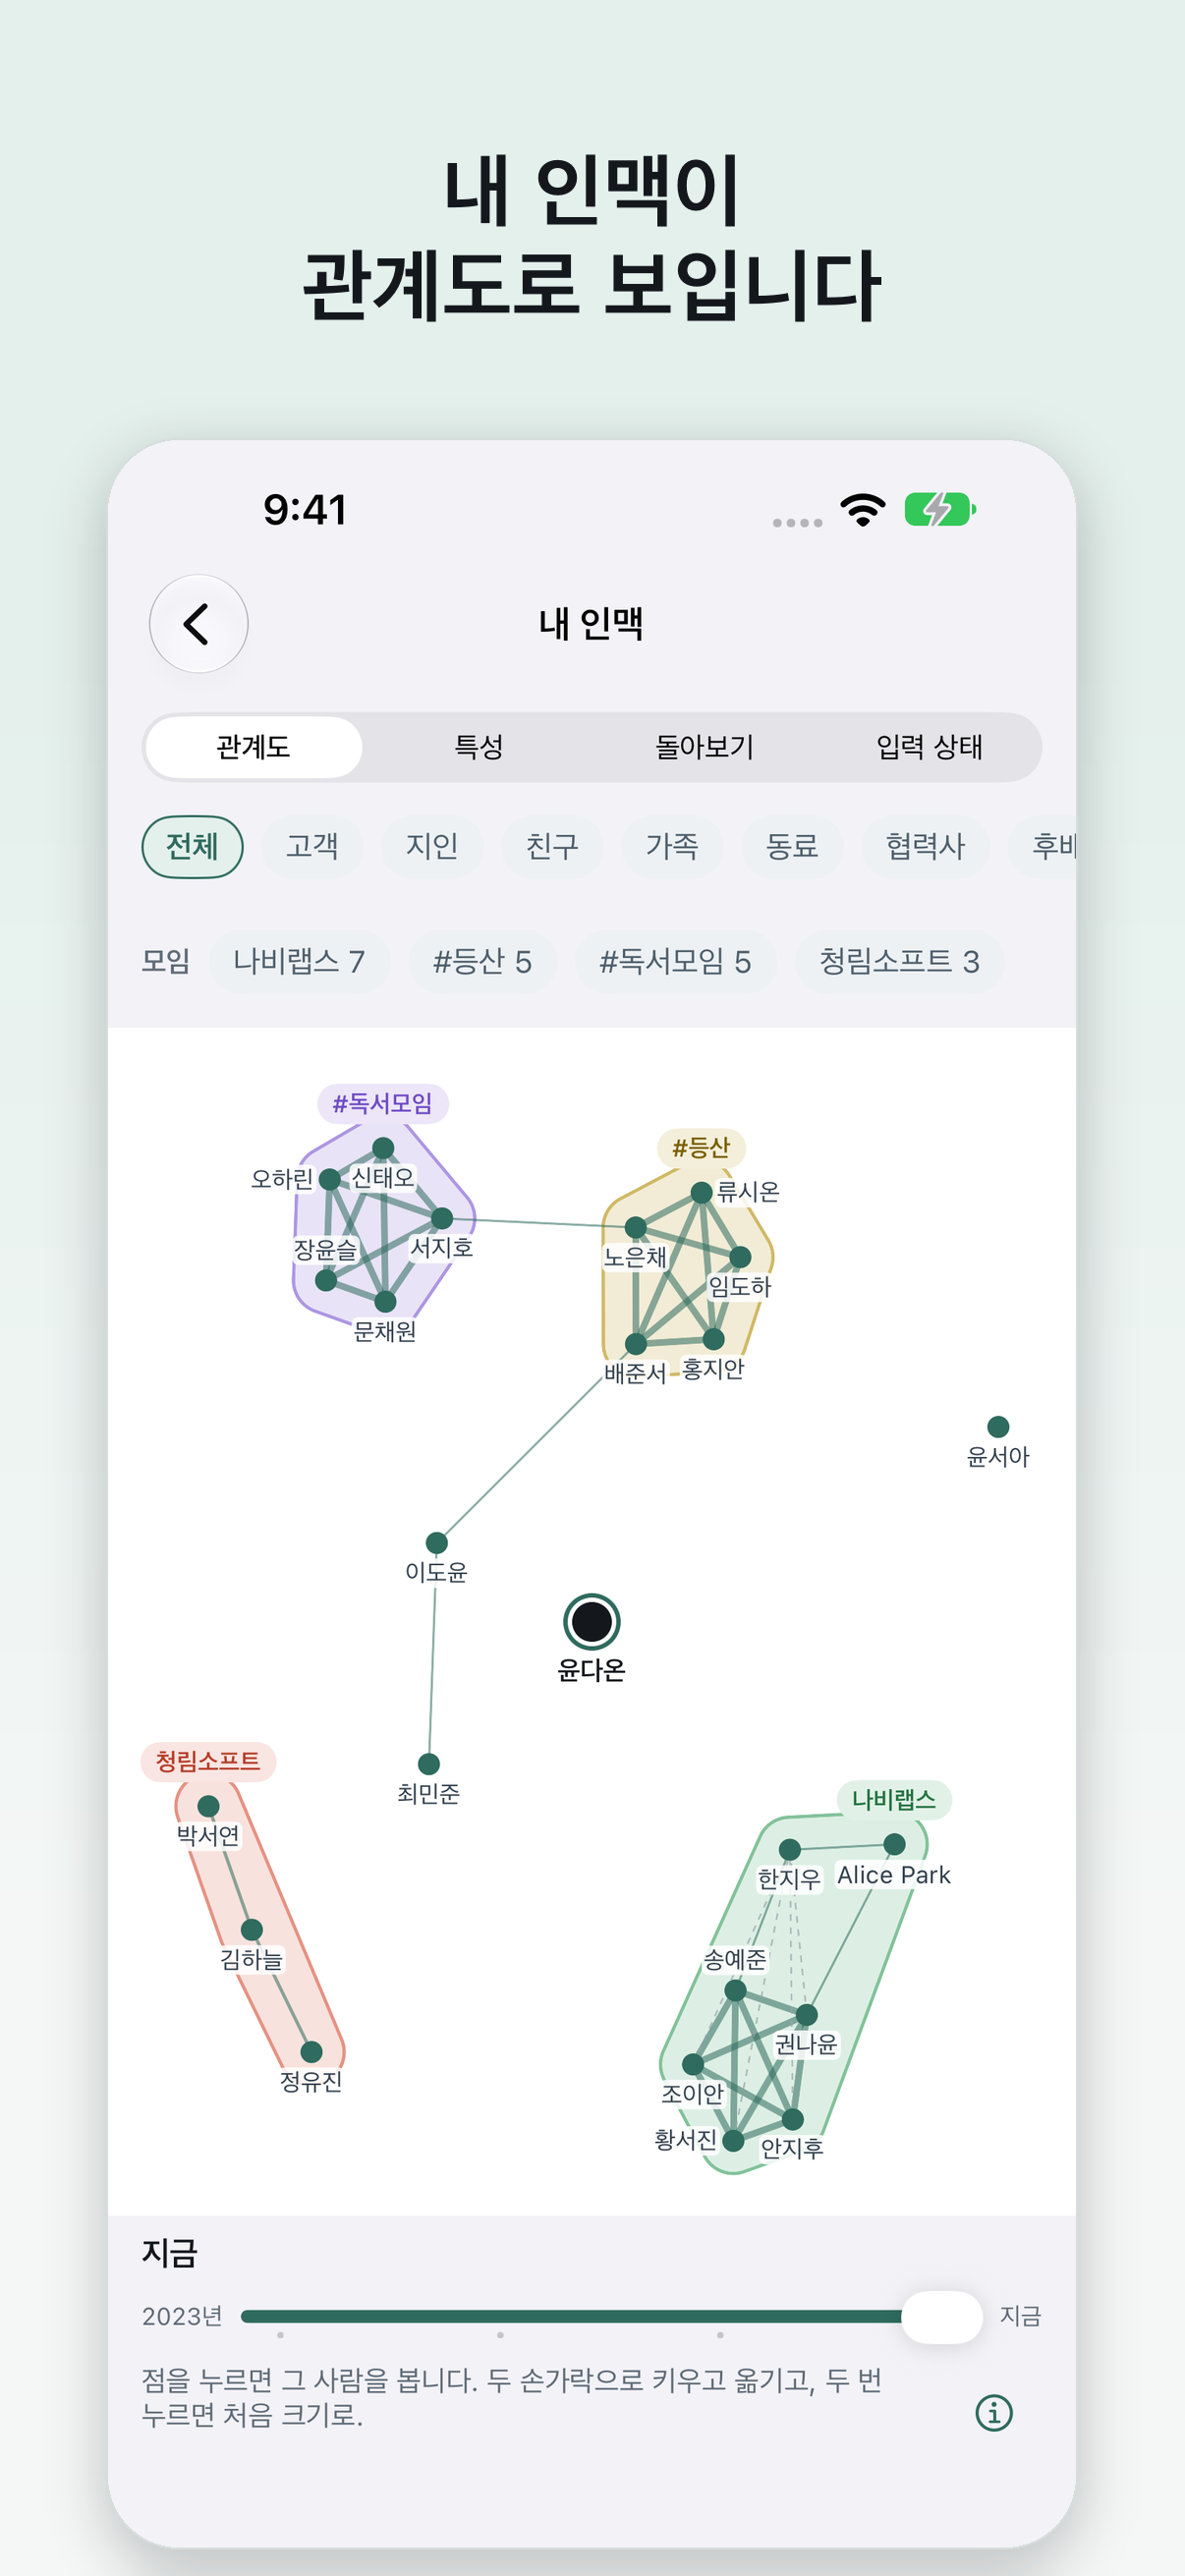 내 인맥이
관계도로 보입니다
9:41
내 인맥
관계도 특성 돌아보기 입력 상태
전체 고객 지인 친구 가족 동료 협력사
모임 나비랩스 7 #등산 5 #독서모임 5 청림소프트 3
#독서모임
#등산
오하린 신태오
류시온
장윤슬 서지호
노은채
임도하
문채원
배준서 홍지안
윤서아
이도윤
윤다온
청림소프트
최민준
나비랩스
박서연
한지우 Alice Park
김하늘
송예준
권나윤
정유진
조이안
황서진
안지후
지금
2023년 지금
점을 누르면 그 사람을 봅니다. 두 손가락으로 키우고 옮기고, 두 번
누르면 처음 크기로.